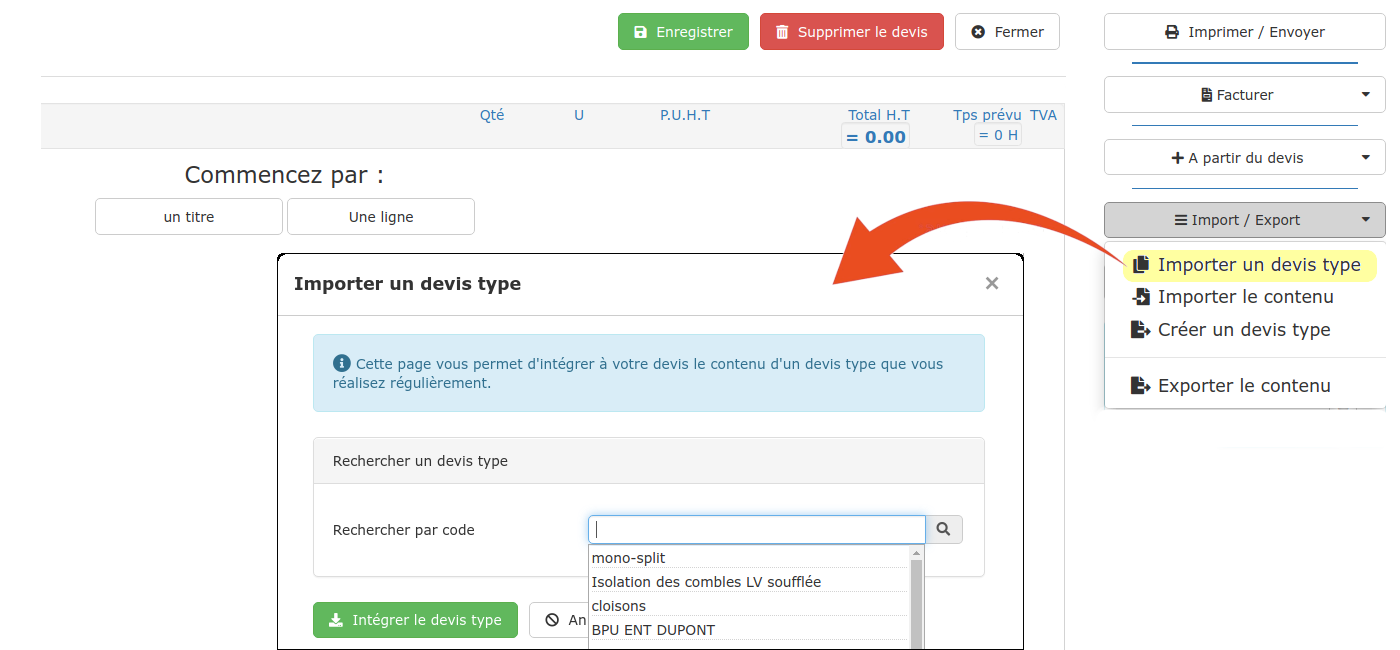 Enregistrer
Supprimer le devis
Fermer
Imprimer / Envoyer
Facturer
A partir du devis
Import / Export
Importer un devis type
Importer le contenu
Créer un devis type
Exporter le contenu
Qté U P.U.H.T Total H.T Tps prévu TVA
= 0.00 = 0 H
Commencez par :
un titre
Une ligne
Importer un devis type
Cette page vous permet d'intégrer à votre devis le contenu d'un devis type que vous
réalisez régulièrement.
Rechercher un devis type
Rechercher par code
mono-split
Isolation des combles LV soufflée
cloisons
BPU ENT DUPONT
Intégrer le devis type
An